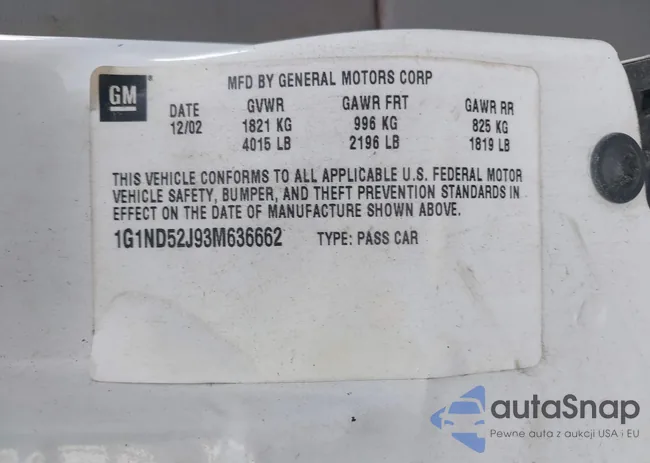 GM
MFD BY GENERAL MOTORS CORP
DATE GVWR GAWR FRT GAWR RR
12/02 1821 KG 996 KG 825 KG
4015 LB 2196 LB 1819 LB
THIS VEHICLE CONFORMS TO ALL APPLICABLE U.S. FEDERAL MOTOR
VEHICLE SAFETY, BUMPER, AND THEFT PREVENTION STANDARDS IN
EFFECT ON THE DATE OF MANUFACTURE SHOWN ABOVE.
1G1ND52J93M636662 TYPE: PASS CAR
autoSnap
Pewne auta z aukcji USA i EU